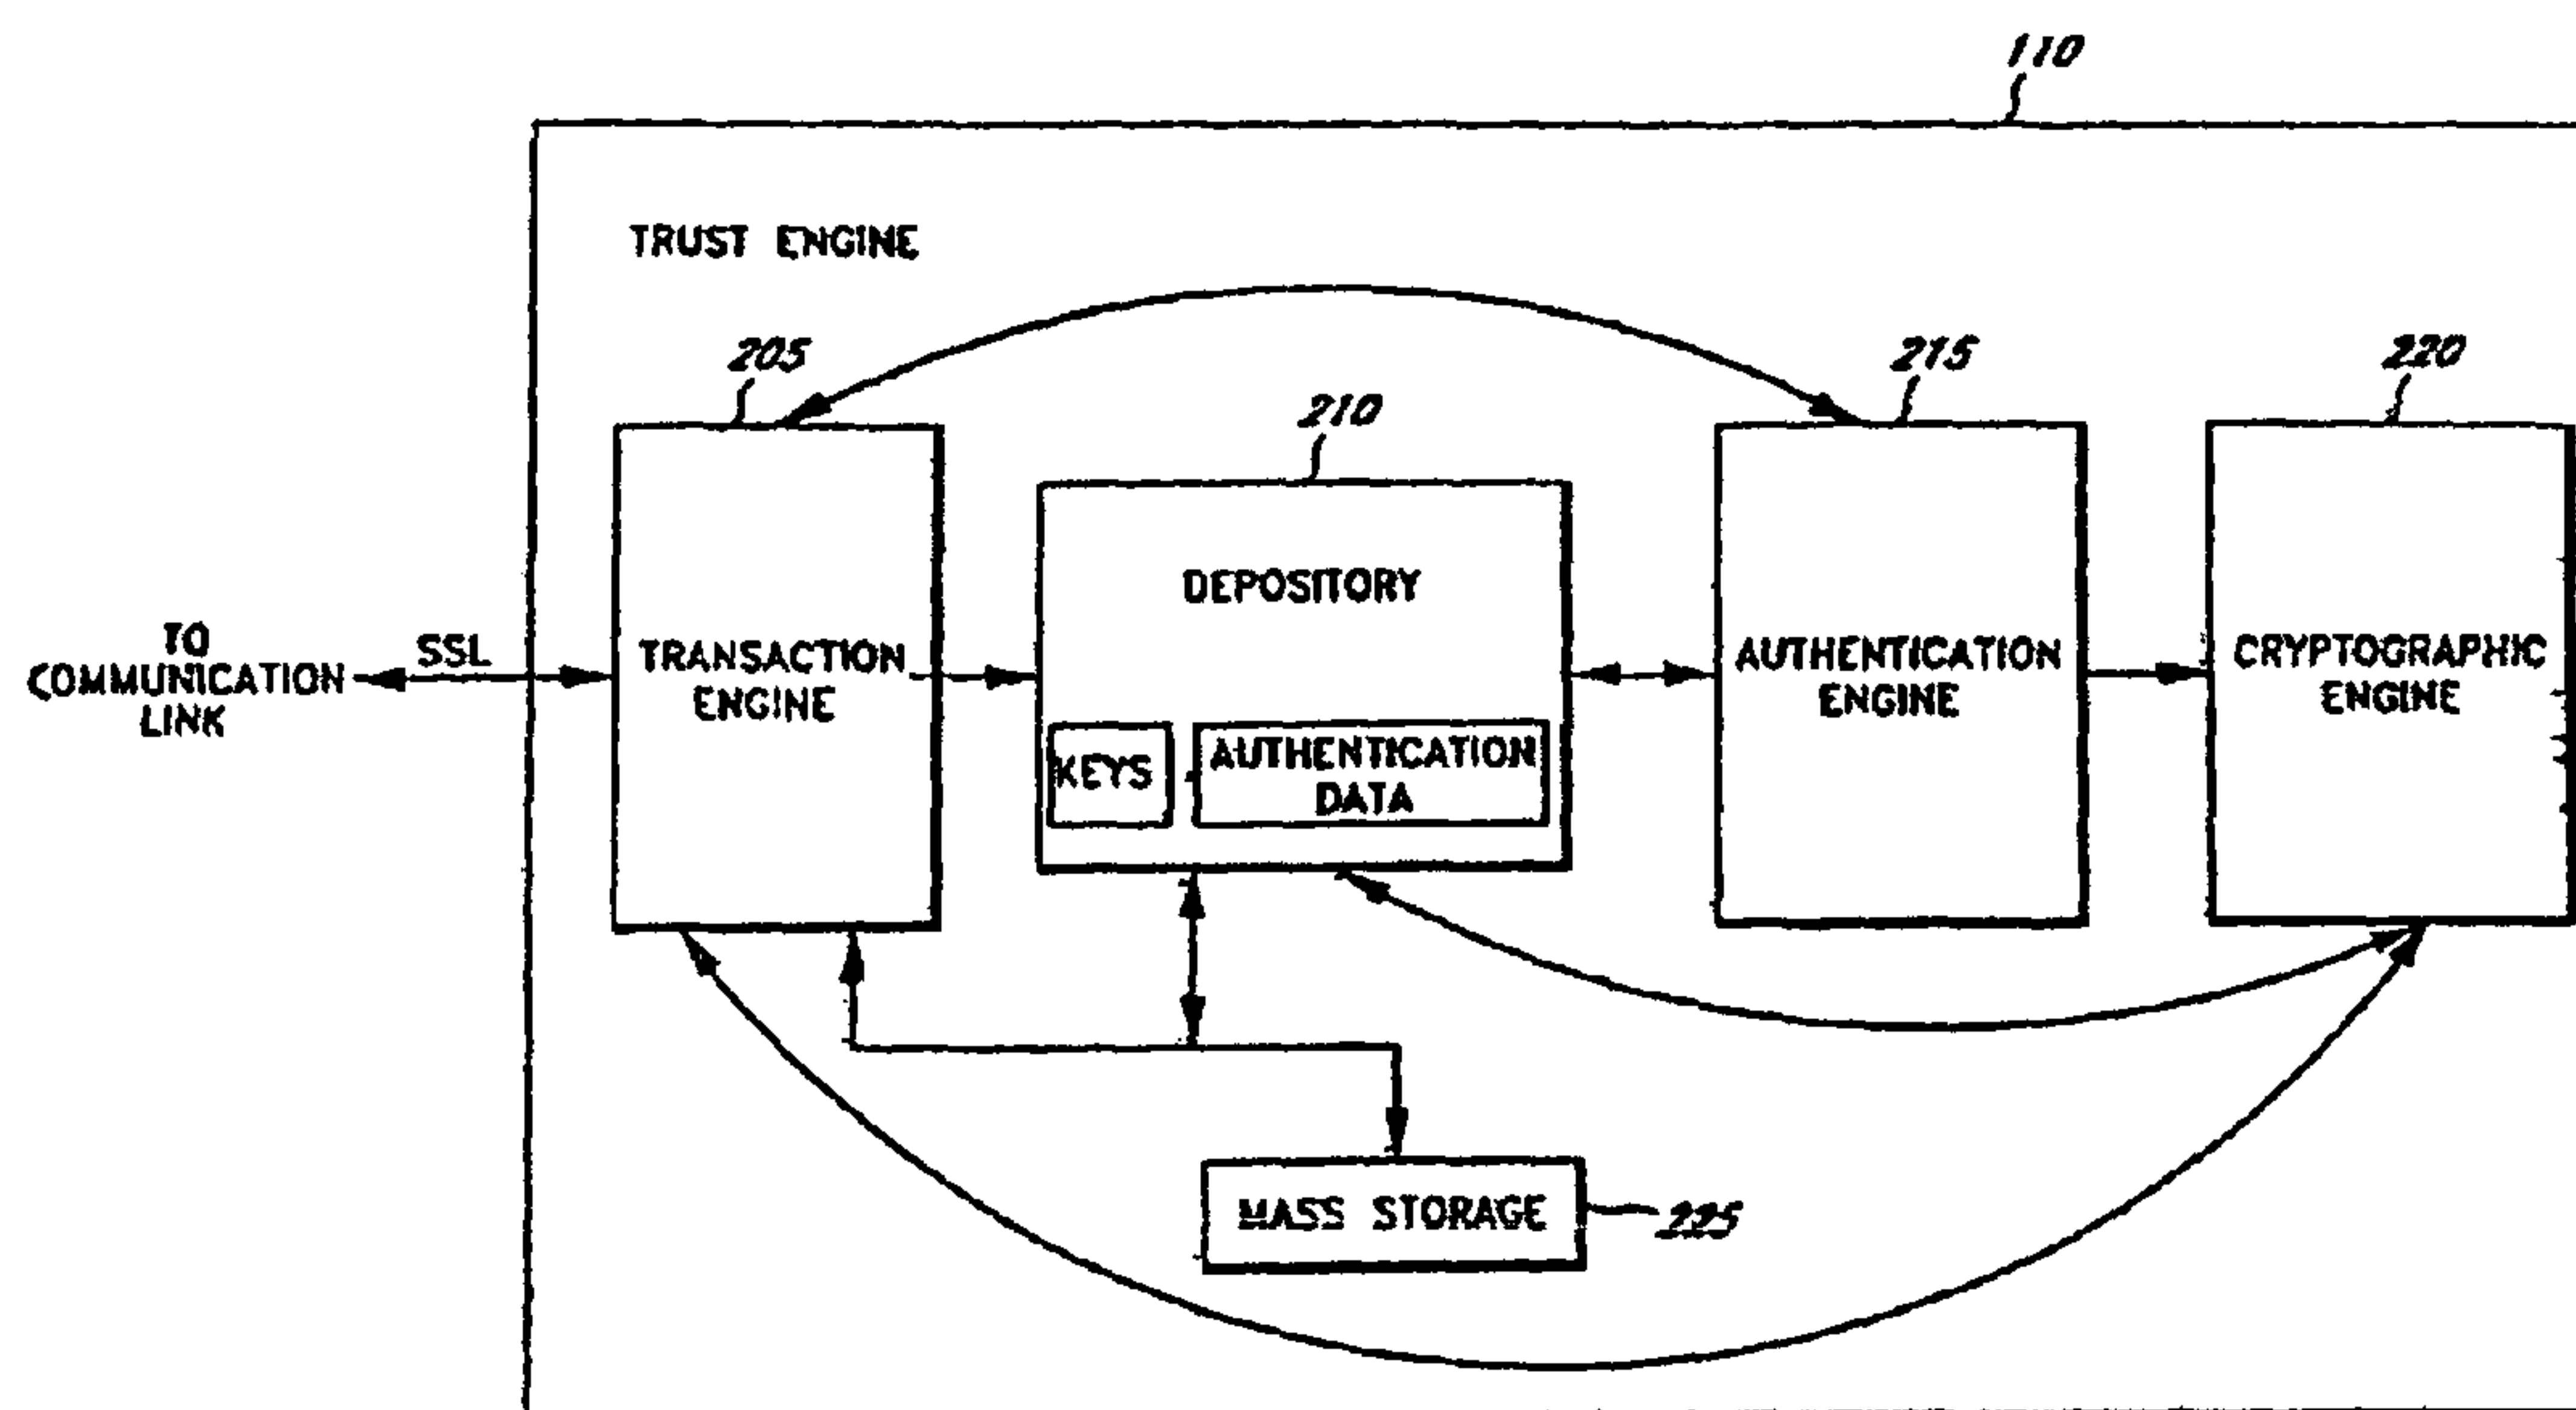 110
TRUST ENGINE
205
215
220
210
DEPOSITORY
TO
COMMUNICATION
LINK
SSL
TRANSACTION
ENGINE
AUTHENTICATION
ENGINE
CRYPTOGRAPHIC
ENGINE
KEYS
AUTHENTICATION
DATA
MASS STORAGE
225